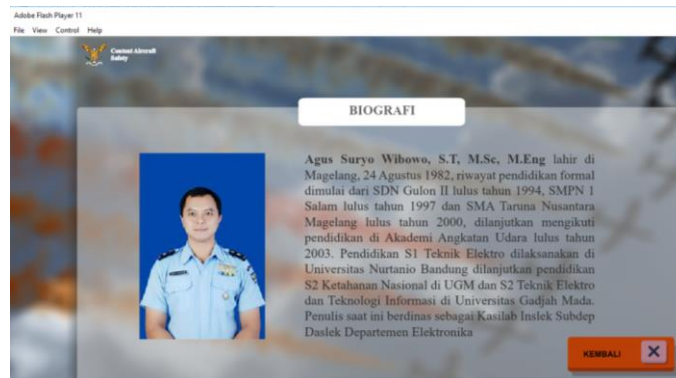 Adobe Flash Player 11
File View Control Help
Content Aircraft
Safety
BIOGRAFI
Agus Suryo Wibowo, S.T, M.Sc, M.Eng lahir di
Magelang, 24 Agustus 1982, riwayat pendidikan formal
dimulai dari SDN Gulon II lulus tahun 1994, SMPN 1
Salam lulus tahun 1997 dan SMA Taruna Nusantara
Magelang lulus tahun 2000, dilanjutkan mengikuti
pendidikan di Akademi Angkatan Udara lulus tahun
2003. Pendidikan S1 Teknik Elektro dilaksanakan di
Universitas Nurtanio Bandung dilanjutkan pendidikan
S2 Ketahanan Nasional di UGM dan S2 Teknik Elektro
dan Teknologi Informasi di Universitas Gadjah Mada.
Penulis saat ini berdinas sebagai Kasilab Inslek Subdep
Daslek Departemen Elektronika
KEMBALI X